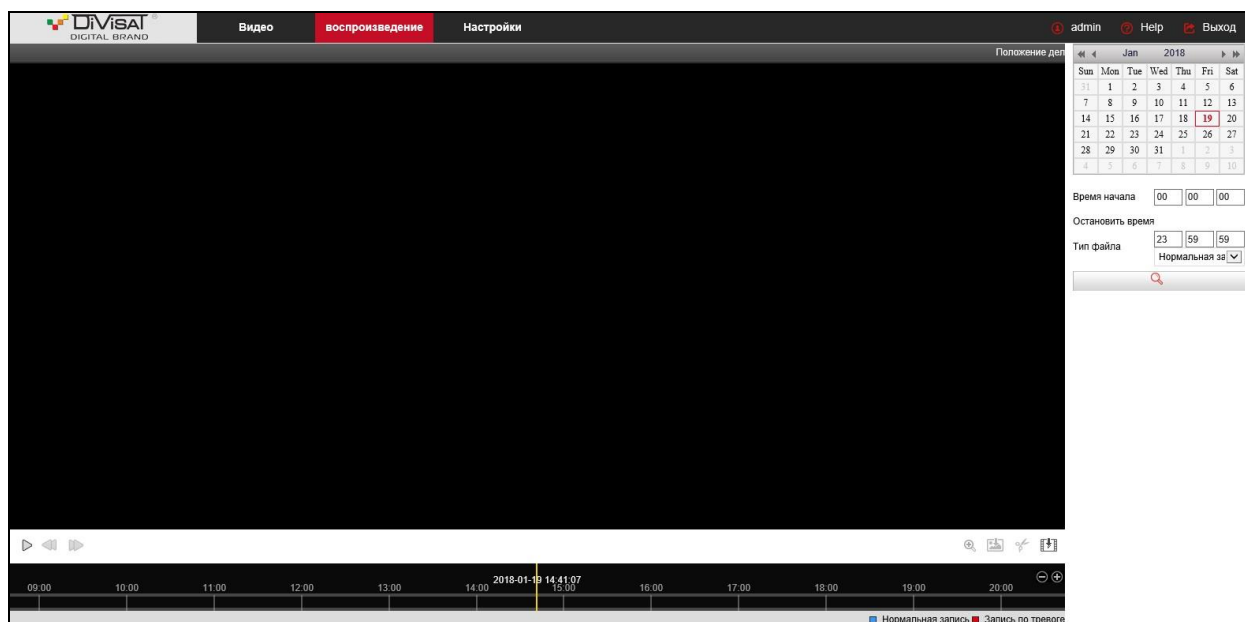 DiViSAT ®
DIGITAL BRAND
Видео
воспроизведение
Настройки
admin
Help
Выход
Положение деп
Jan 2018
Sun Mon Tue Wed Thu Fri Sat
31 1 2 3 4 5 6
7 8 9 10 11 12 13
14 15 16 17 18 19 20
21 22 23 24 25 26 27
28 29 30 31 1 2 3
4 5 6 7 8 9 10
Время начала 00 00 00
Остановить время
23 59 59
Тип файла
Нормальная за
2018-01-19 14:41:07
09:00 10:00 11:00 12:00 13:00 14:00 15:00 16:00 17:00 18:00 19:00 20:00
Нормальная запись Запись по тревоге